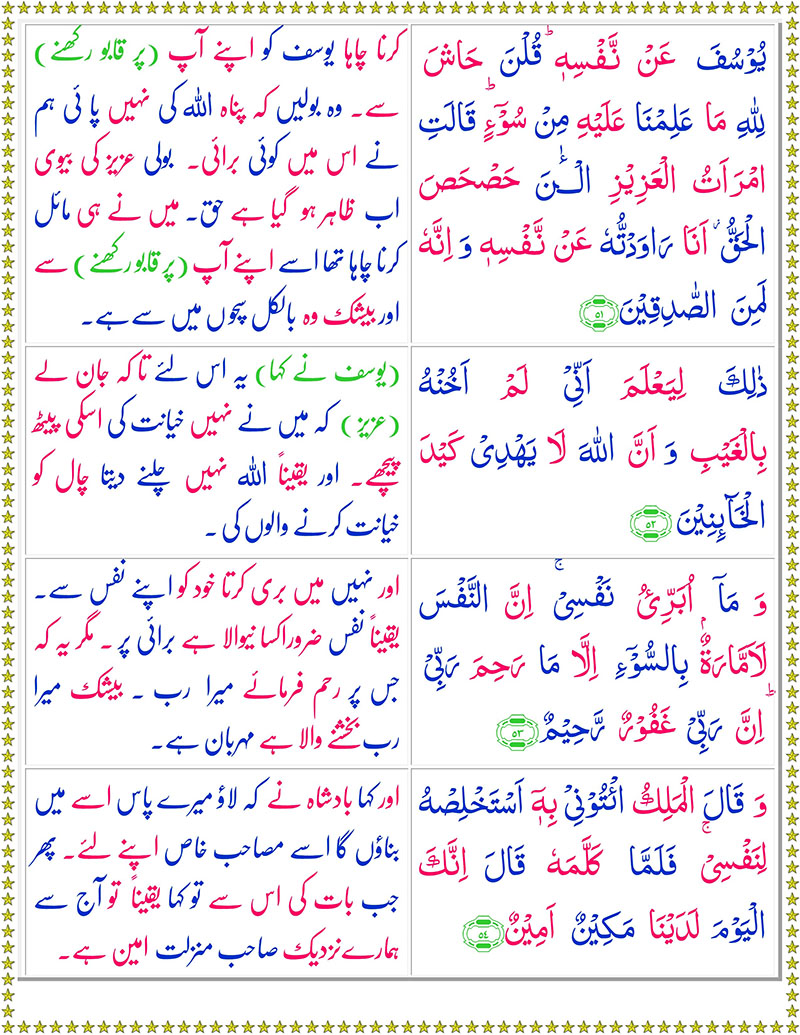 يُوْسُفَ عَنْ نَّفْسِهٖ ؕ قُلْنَ حَاشَ
لِلّٰهِ مَا عَلِمْنَا عَلَيْهِ مِنْ سُوْٓءٍ ؕ قَالَتِ
امْرَاَتُ الْعَزِيْزِ الْـٰٔنَ حَصْحَصَ
الْحَقُّ ۫ اَنَا رَاوَدْتُّهٗ عَنْ نَّفْسِهٖ وَ اِنَّهٗ
لَمِنَ الصّٰدِقِيْنَ ﴿۵۱﴾
کرنا چاہا یوسف کو اپنے آپ (پر قابو رکھنے)
سے۔ وہ بولیں کہ پناہ اللہ کی نہیں پائی ہم
نے اس میں کوئی برائی۔ بولی عزیز کی بیوی
اب ظاہر ہو گیا ہے حق۔ میں نے ہی مائل
کرنا چاہا تھا اسے اپنے آپ (پر قابو رکھنے) سے
اور بیشک وہ بالکل سچوں میں سے ہے۔
ذٰلِكَ لِيَعْلَمَ اَنِّيْ لَمْ اَخُنْهُ
بِالْغَيْبِ وَ اَنَّ اللّٰهَ لَا يَهْدِيْ كَيْدَ
الْخَآئِنِيْنَ ﴿۵۲﴾
(یوسف نے کہا) یہ اس لئے تاکہ جان لے
(عزیز) کہ میں نے نہیں خیانت کی اسکی پیٹھ
پیچھے۔ اور یقیناً اللہ نہیں چلنے دیتا چال کو
خیانت کرنے والوں کی۔
وَ مَاۤ اُبَرِّئُ نَفْسِيْ ۚ اِنَّ النَّفْسَ
لَاَمَّارَةٌۢ بِالسُّوْٓءِ اِلَّا مَا رَحِمَ رَبِّيْ ؕ
اِنَّ رَبِّيْ غَفُوْرٌ رَّحِيْمٌ ﴿۵۳﴾
اور نہیں میں بری کرتا خود کو اپنے نفس سے۔
یقیناً نفس ضرور اکسانیوالا ہے برائی پر۔ مگر یہ کہ
جس پر رحم فرمائے میرا رب۔ بیشک میرا
رب بخشنے والا ہے مہربان ہے۔
وَ قَالَ الْمَلِكُ ائْتُوْنِيْ بِهٖۤ اَسْتَخْلِصْهُ
لِنَفْسِيْ ۚ فَلَمَّا كَلَّمَهٗ قَالَ اِنَّكَ
الْيَوْمَ لَدَيْنَا مَكِيْنٌ اَمِيْنٌ ﴿۵۴﴾
اور کہا بادشاہ نے کہ لاؤ میرے پاس اسے میں
بناؤں گا اسے مصاحب خاص اپنے لئے۔ پھر
جب بات کی اس سے تو کہا یقیناً تو آج سے
ہمارے نزدیک صاحب منزلت امین ہے۔